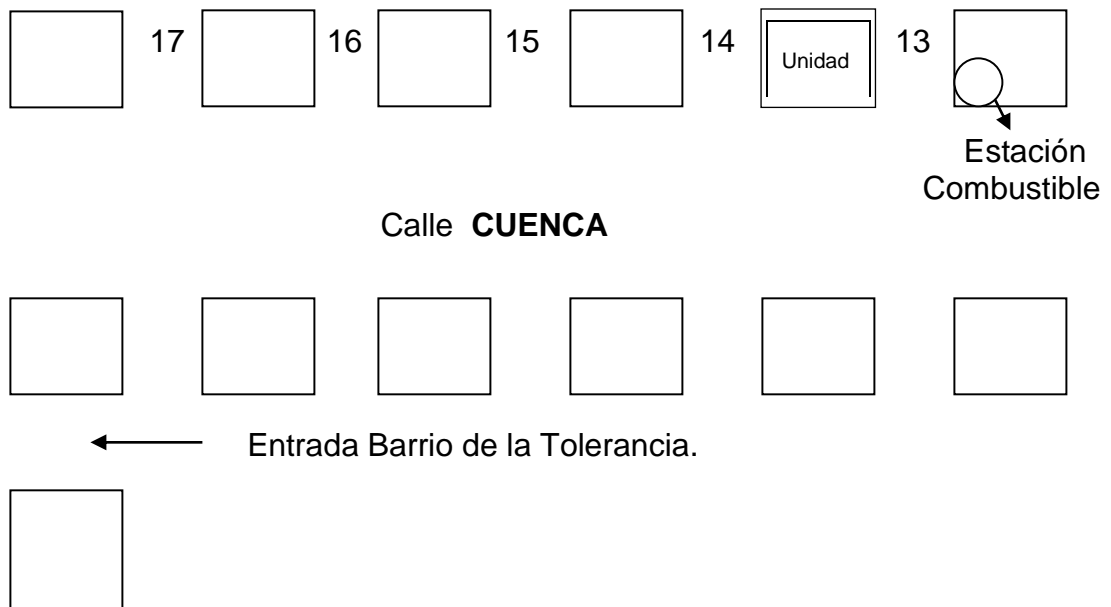 17 16 15 14 Unidad 13
Estación
Combustible
Calle CUENCA
Entrada Barrio de la Tolerancia.